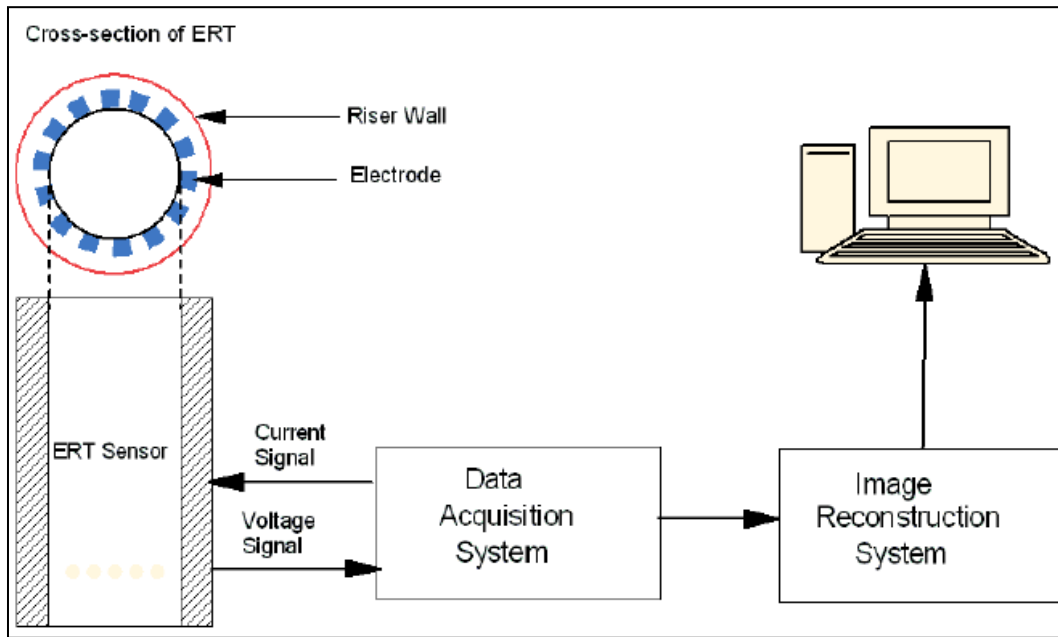 Cross-section of ERT
Riser Wall
Electrode
ERT Sensor
Current
Signal
Voltage
Signal
Data
Acquisition
System
Image
Reconstruction
System